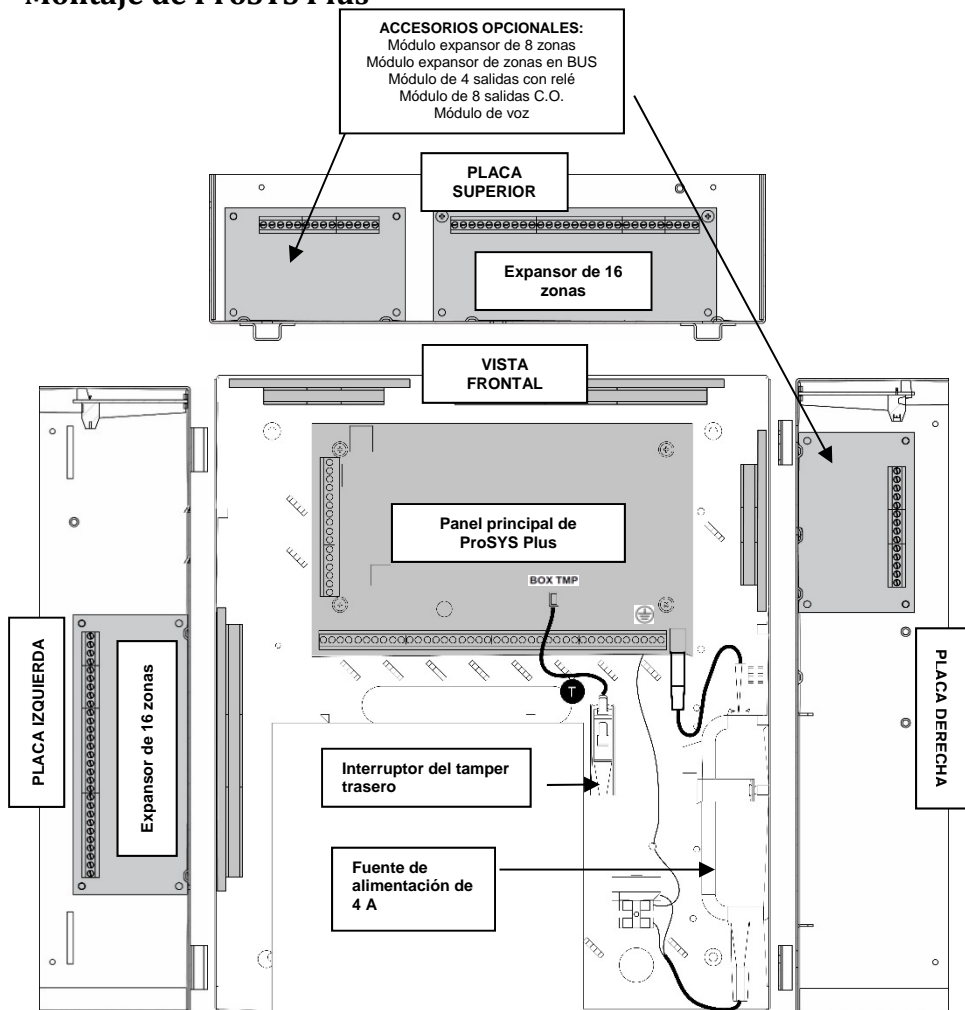 Montaje de ProSYS Plus
ACCESORIOS OPCIONALES:
Módulo expansor de 8 zonas
Módulo expansor de zonas en BUS
Módulo de 4 salidas con relé
Módulo de 8 salidas C.O.
Módulo de voz
PLACA
SUPERIOR
Expansor de 16
zonas
VISTA
FRONTAL
Panel principal de
ProSYS Plus
BOX TMP
T
PLACA IZQUIERDA
Expansor de 16 zonas
PLACA DERECHA
Interruptor del tamper
trasero
Fuente de
alimentación de
4 A